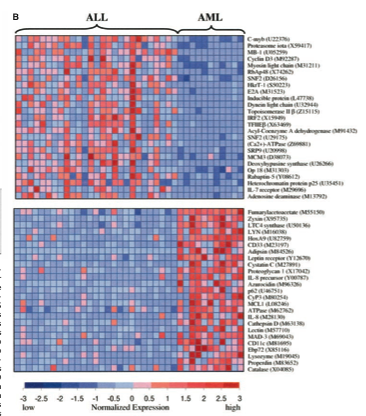 B
ALL AML
C-myb (U22376)
Proteasome iota (X59417)
MB-1 (U05259)
Cyclin D3 (M92287)
Myosin light chain (M31211)
RbAp48 (X74262)
SNF2 (D26156)
HkrT-1 (S50223)
E2A (M31523)
Inducible protein (L47738)
Dynein light chain (U32944)
Topoisomerase II β (Z15115)
IRF2 (X15949)
TFIIEβ (X63469)
Acyl-Coenzyme A dehydrogenase (M91432)
SNF2 (U29175)
(Ca2+)-ATPase (Z69881)
SRP9 (U20998)
MCM3 (D38073)
Deoxyhypusine synthase (U26266)
Op 18 (M31303)
Rabaptin-5 (Y08612)
Heterochromatin protein p25 (U35451)
IL-7 receptor (M29696)
Adenosine deaminase (M13792)
Fumarylacetoacetate (M55150)
Zyxin (X95735)
LTC4 synthase (U50136)
LYN (M16038)
HoxA9 (U82759)
CD33 (M23197)
Adipsin (M84526)
Leptin receptor (Y12670)
Cystatin C (M27891)
Proteoglycan 1 (X17042)
IL-8 precursor (Y00787)
Azurocidin (M96326)
p62 (U46751)
CyP3 (M80254)
MCL1 (L08246)
ATPase (M62762)
IL-8 (M28130)
Cathepsin D (M63138)
Lectin (M57710)
MAD-3 (M69043)
CD11c (M81695)
Ebp72 (X85116)
Lysozyme (M19045)
Properdin (M83652)
Catalase (X04085)
-3 -2.5 -2 -1.5 -1 -0.5 0 0.5 1 1.5 2 2.5 3
low Normalized Expression high